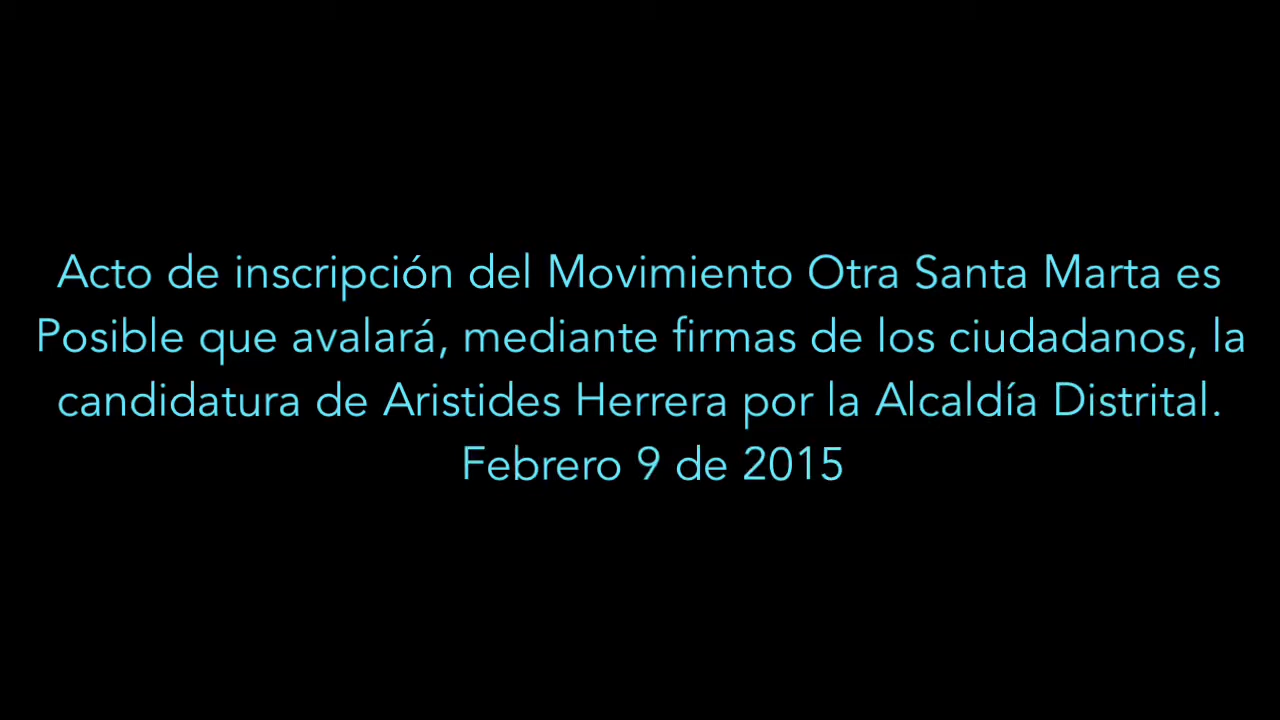 Acto de inscripción del Movimiento Otra Santa Marta es
Posible que avalará, mediante firmas de los ciudadanos, la
candidatura de Aristides Herrera por la Alcaldía Distrital.
Febrero 9 de 2015